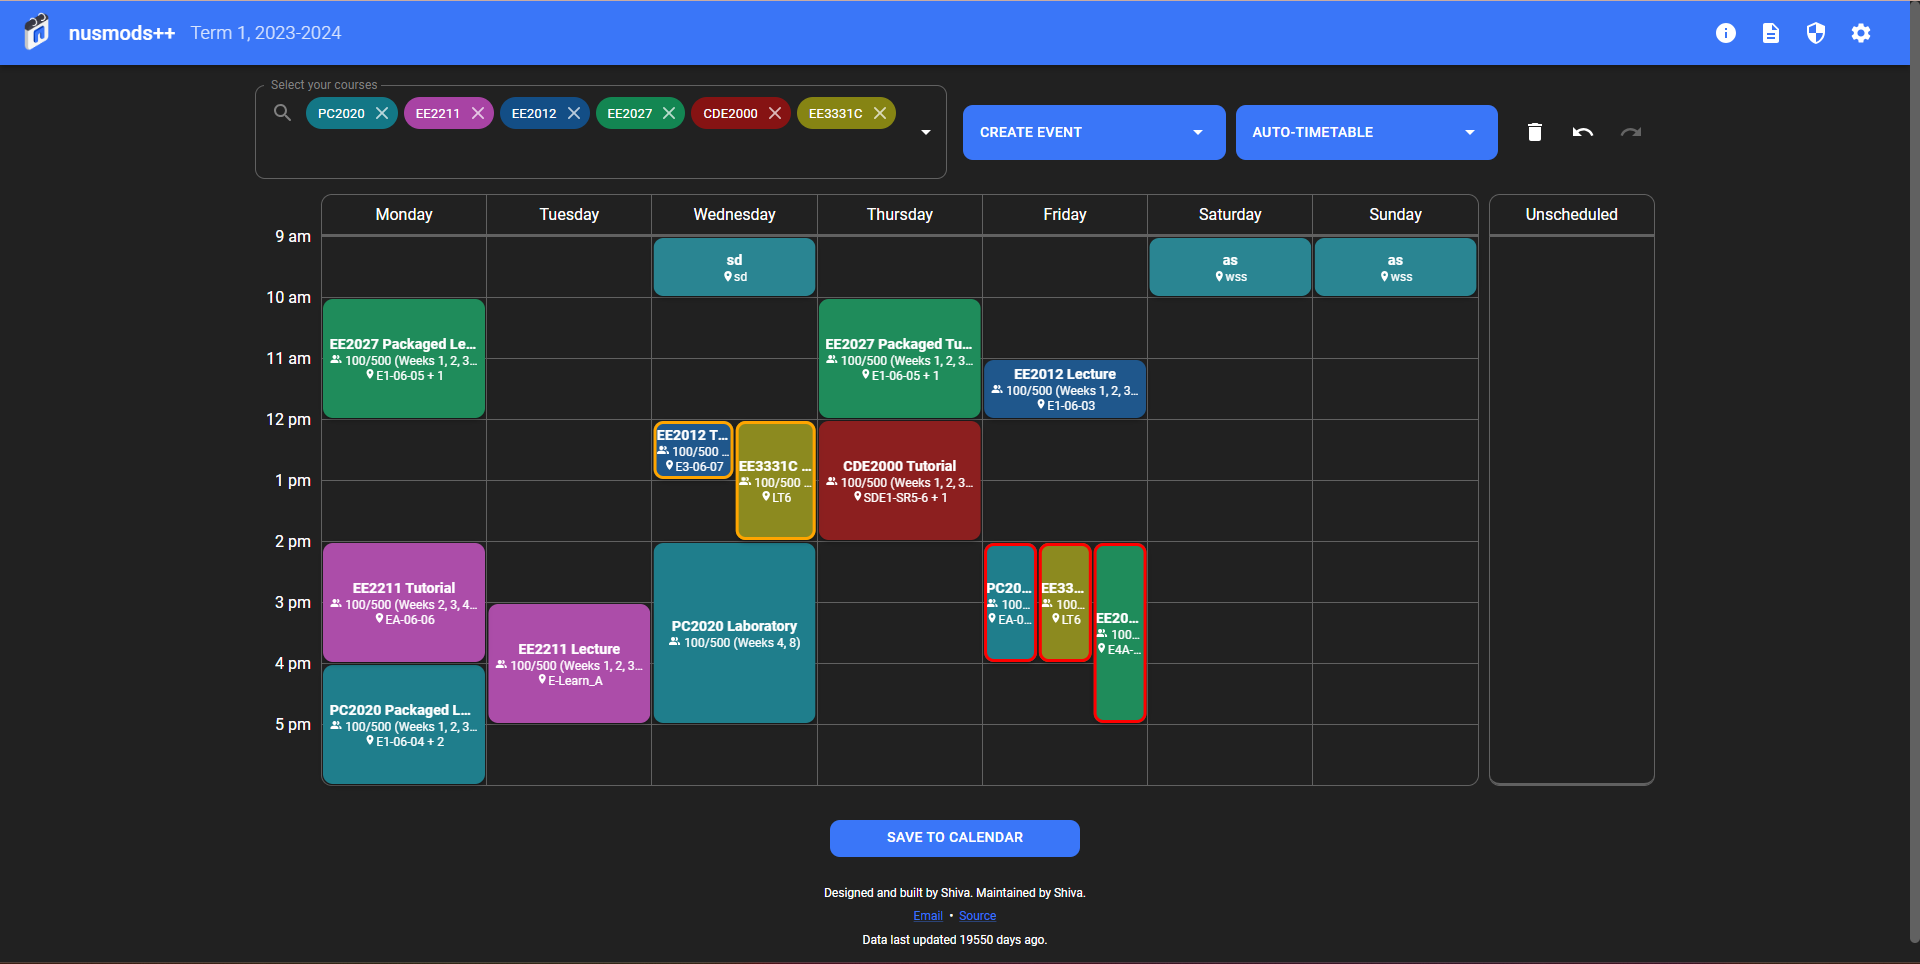 nusmods++ Term 1, 2023-2024
Select your courses
PC2020 EE2211 EE2012 EE2027 CDE2000 EE3331C
CREATE EVENT
AUTO-TIMETABLE
Monday Tuesday Wednesday Thursday Friday Saturday Sunday Unscheduled
9 am
sd
sd
as
wss
as
wss
10 am
EE2027 Packaged Le...
100/500 (Weeks 1, 2, 3...
E1-06-05 + 1
EE2027 Packaged Tu...
100/500 (Weeks 1, 2, 3...
E1-06-05 + 1
11 am
EE2012 Lecture
100/500 (Weeks 1, 2, 3...
E1-06-03
12 pm
EE2012 T...
100/500 ...
E3-06-07
EE3331C ...
100/500 ...
LT6
CDE2000 Tutorial
100/500 (Weeks 1, 2, 3...
SDE1-SR5-6 + 1
1 pm
2 pm
EE2211 Tutorial
100/500 (Weeks 2, 3, 4...
EA-06-06
PC2020 Laboratory
100/500 (Weeks 4, 8)
PC20...
100...
EA-0...
EE33...
100...
LT6
EE20...
100...
E4A-...
3 pm
EE2211 Lecture
100/500 (Weeks 1, 2, 3...
E-Learn_A
4 pm
PC2020 Packaged L...
100/500 (Weeks 1, 2, 3...
E1-06-04 + 2
5 pm
SAVE TO CALENDAR
Designed and built by Shiva. Maintained by Shiva.
Email • Source
Data last updated 19550 days ago.